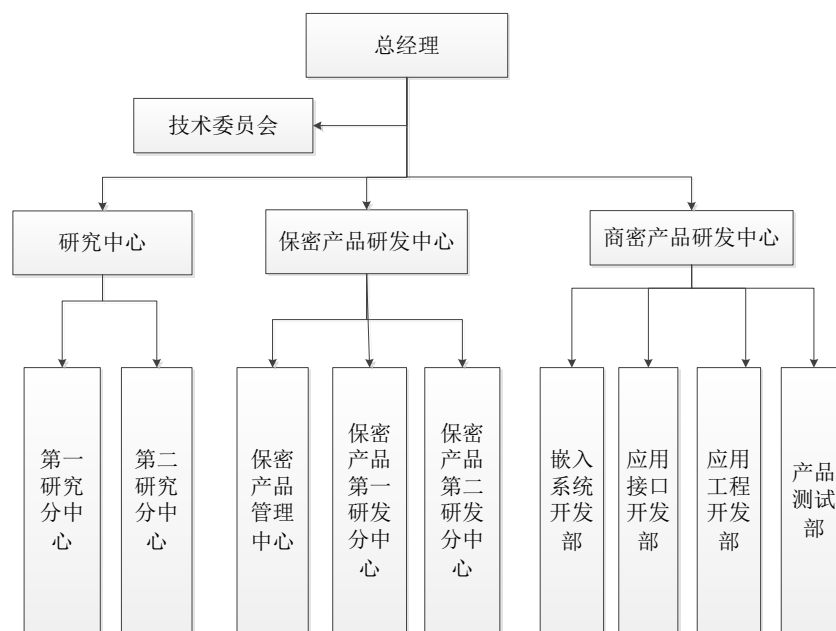 总经理
技术委员会
研究中心
保密产品研发中心
商密产品研发中心
第一
研究
分中
心
第二
研究
分中
心
保密
产品
管理
中心
保密
产品
第一
研发
分中
心
保密
产品
第二
研发
分中
心
嵌入
系统
开发
部
应用
接口
开发
部
应用
工程
开发
部
产品
测试
部